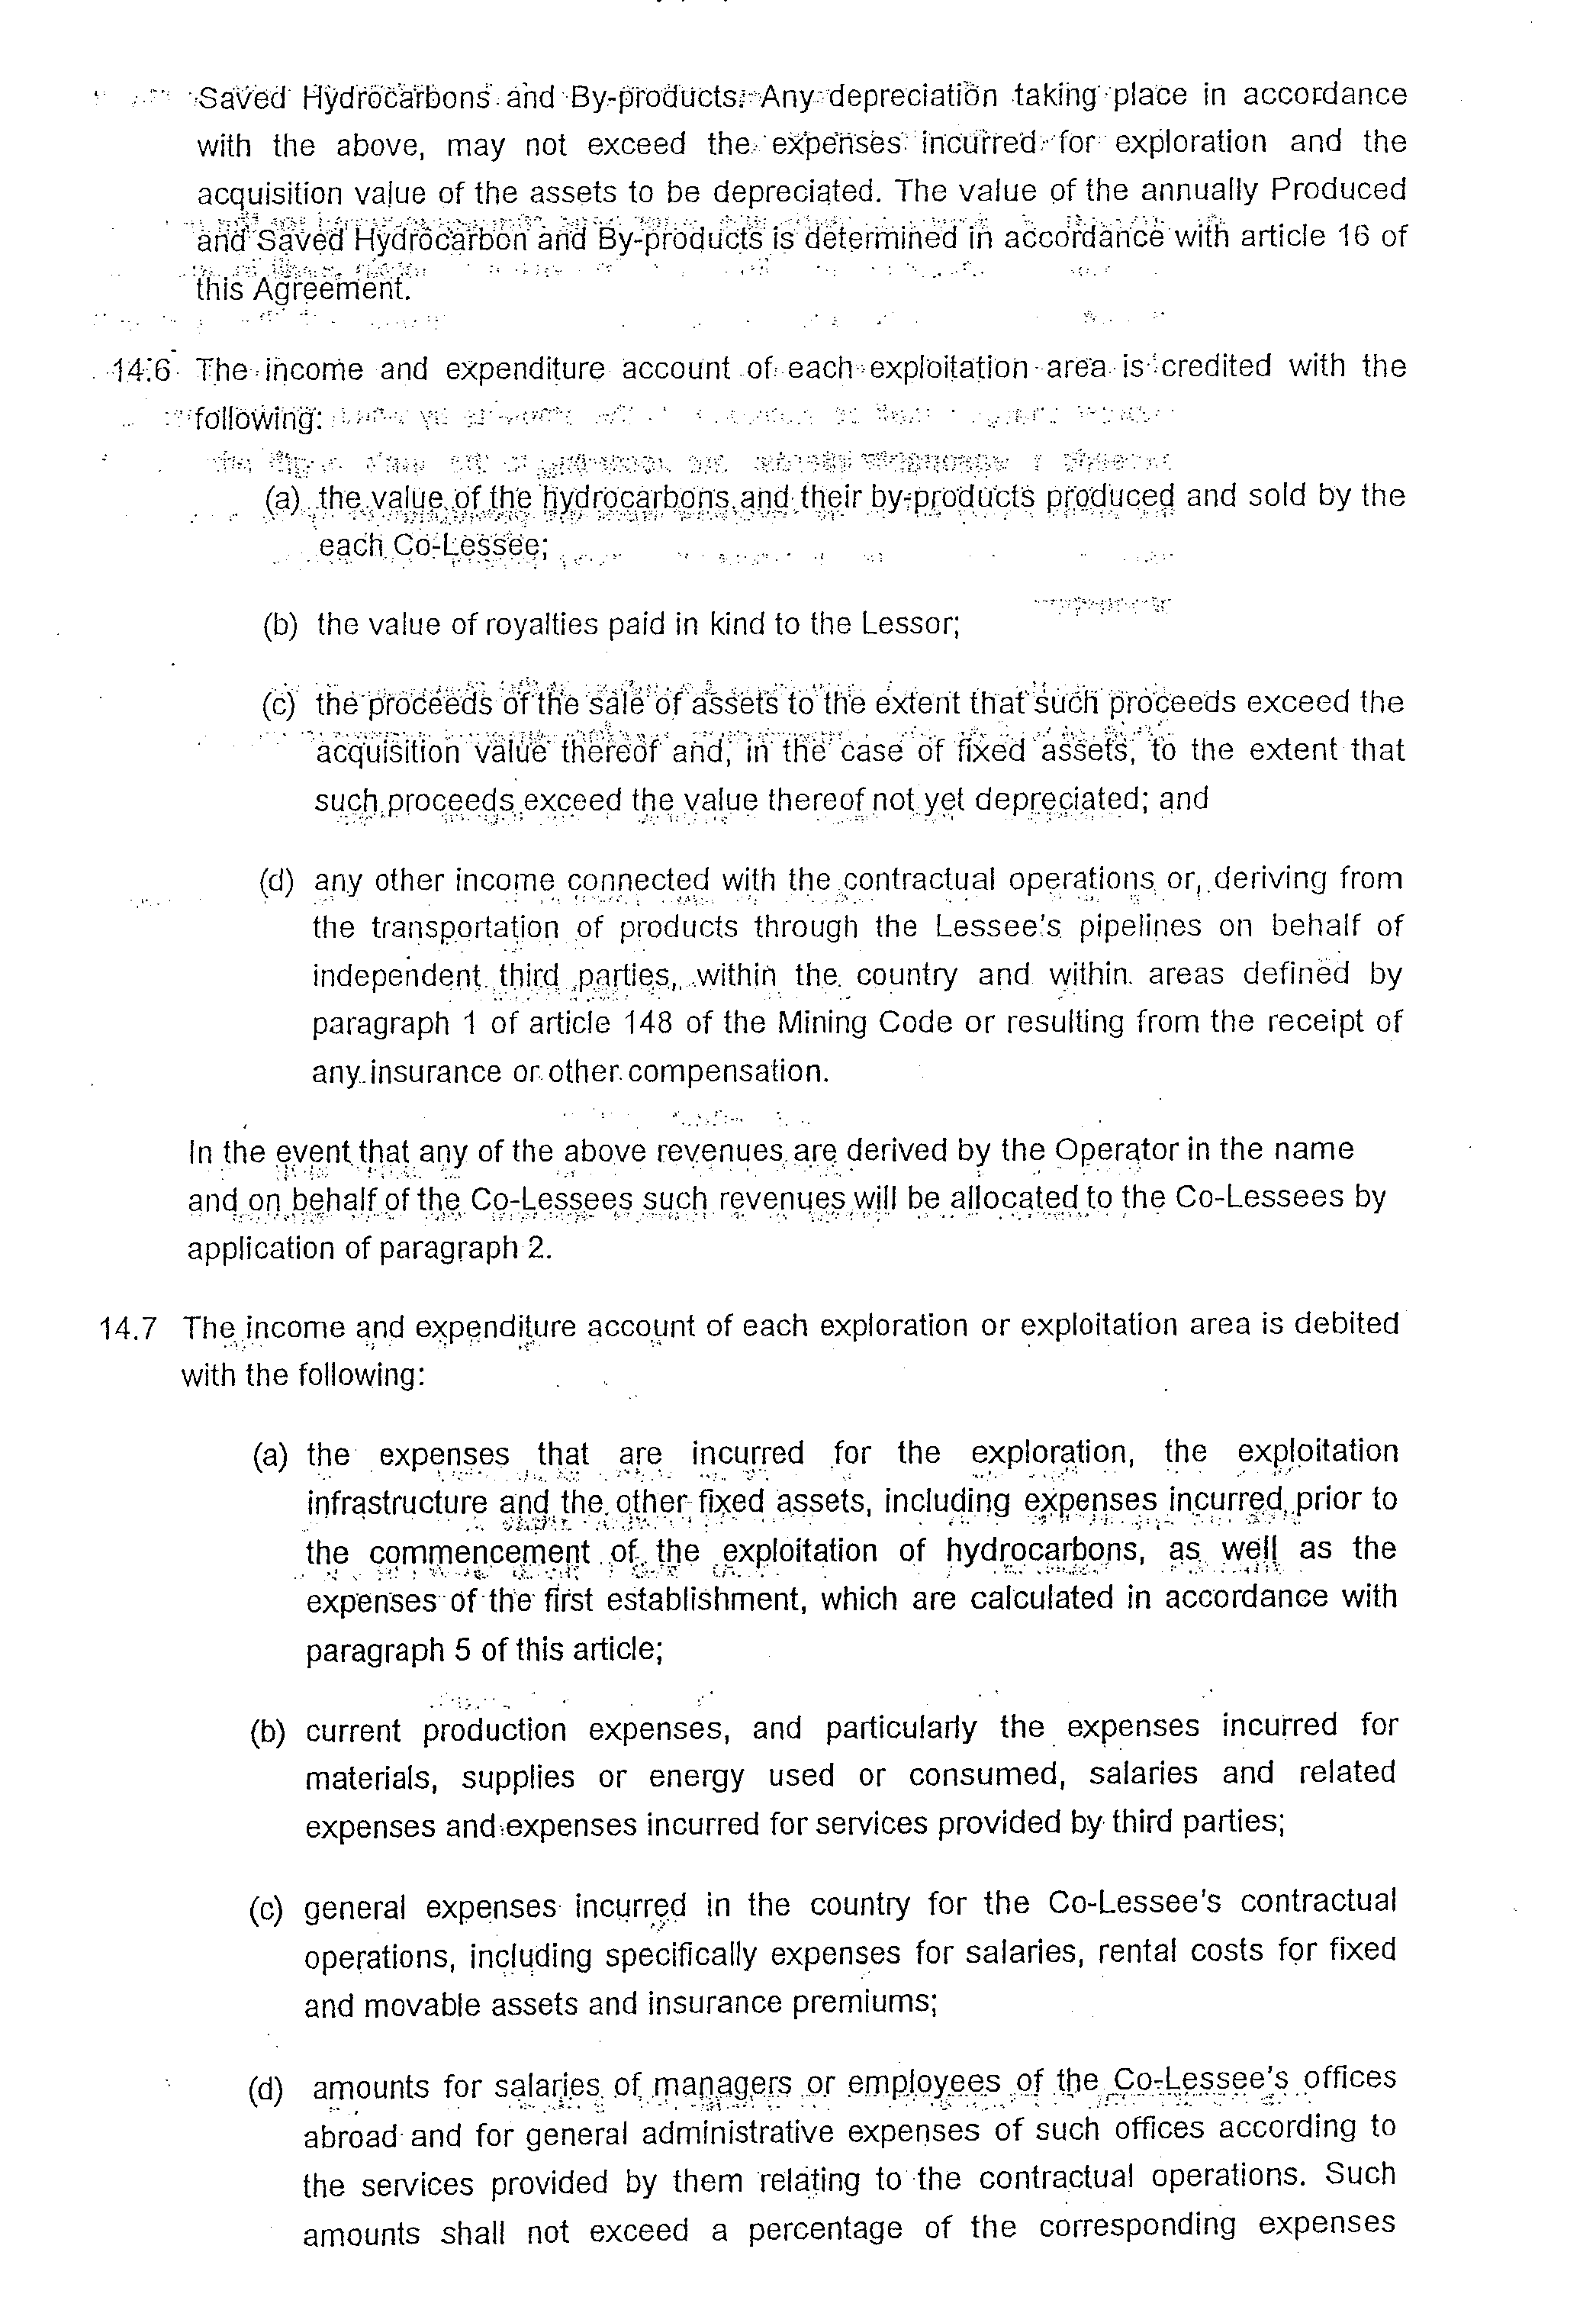 Saved Hydrocarbons and By-products. Any depreciation taking place in accordance
with the above, may not exceed the expenses incurred for exploration and the
acquisition value of the assets to be depreciated. The value of the annually Produced
and Saved Hydrocarbon and By-products is determined in accordance with article 16 of
this Agreement.
14.6 The income and expenditure account of each exploitation area is credited with the
following:
(a) the value of the hydrocarbons and their by-products produced and sold by the
each Co-Lessee;
(b) the value of royalties paid in kind to the Lessor;
(c) the proceeds of the sale of assets to the extent that such proceeds exceed the
acquisition value thereof and, in the case of fixed assets, to the extent that
such proceeds exceed the value thereof not yet depreciated; and
(d) any other income connected with the contractual operations or, deriving from
the transportation of products through the Lessee's pipelines on behalf of
independent third parties, within the country and within areas defined by
paragraph 1 of article 148 of the Mining Code or resulting from the receipt of
any insurance or other compensation.
In the event that any of the above revenues are derived by the Operator in the name
and on behalf of the Co-Lessees such revenues will be allocated to the Co-Lessees by
application of paragraph 2.
14.7 The income and expenditure account of each exploration or exploitation area is debited
with the following:
(a) the expenses that are incurred for the exploration, the exploitation
infrastructure and the other fixed assets, including expenses incurred prior to
the commencement of the exploitation of hydrocarbons, as well as the
expenses of the first establishment, which are calculated in accordance with
paragraph 5 of this article;
(b) current production expenses, and particularly the expenses incurred for
materials, supplies or energy used or consumed, salaries and related
expenses and expenses incurred for services provided by third parties;
(c) general expenses incurred in the country for the Co-Lessee's contractual
operations, including specifically expenses for salaries, rental costs for fixed
and movable assets and insurance premiums;
(d) amounts for salaries of managers or employees of the Co-Lessee's offices
abroad and for general administrative expenses of such offices according to
the services provided by them relating to the contractual operations. Such
amounts shall not exceed a percentage of the corresponding expenses